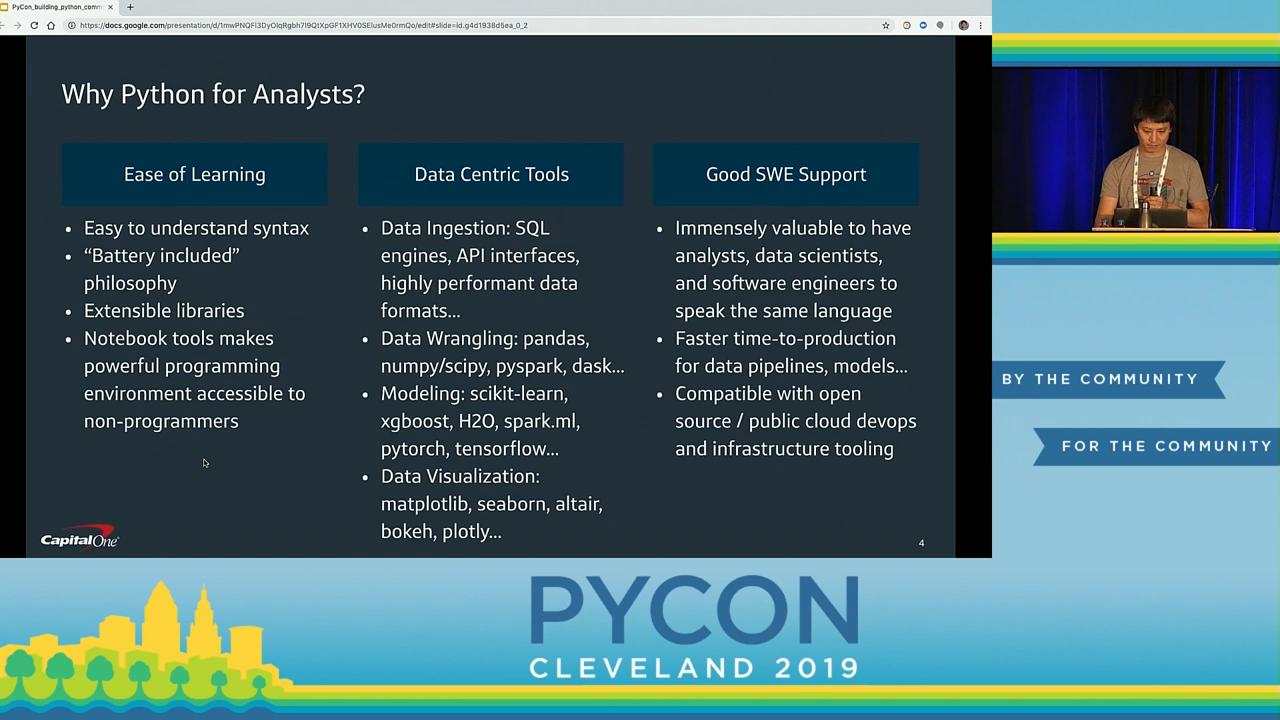 PyCon_building_python_comm
https://docs.google.com/presentation/d/1mwPNQFl3DyOlqRgbh7l9QtXpGF1XHV0SElusMe0rmQo/edit#slide=id.g4d1938d5ea_0_2
Why Python for Analysts?
Ease of Learning
• Easy to understand syntax
• “Battery included”
philosophy
• Extensible libraries
• Notebook tools makes
powerful programming
environment accessible to
non-programmers
Data Centric Tools
• Data Ingestion: SQL
engines, API interfaces,
highly performant data
formats...
• Data Wrangling: pandas,
numpy/scipy, pyspark, dask...
• Modeling: scikit-learn,
xgboost, H2O, spark.ml,
pytorch, tensorflow...
• Data Visualization:
matplotlib, seaborn, altair,
bokeh, plotly...
Good SWE Support
• Immensely valuable to have
analysts, data scientists,
and software engineers to
speak the same language
• Faster time-to-production
for data pipelines, models...
• Compatible with open
source / public cloud devops
and infrastructure tooling
Capital One
4
BY THE COMMUNITY
FOR THE COMMUNITY
PYCON
CLEVELAND 2019